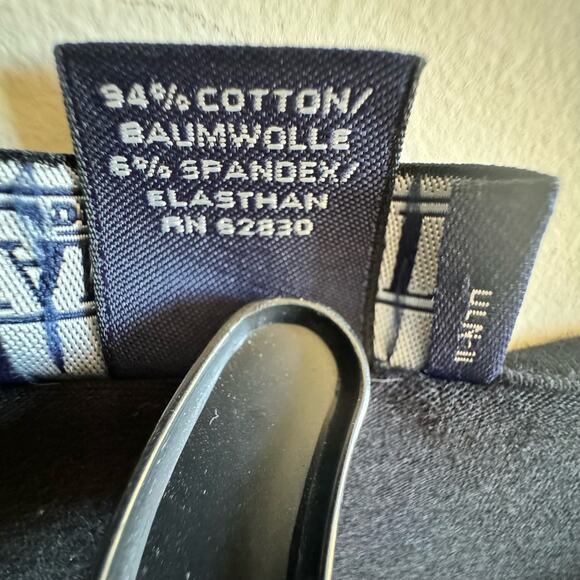 94% COTTON/
BAUMWOLLE
6% SPANDEX/
ELASTHAN
RN 62830